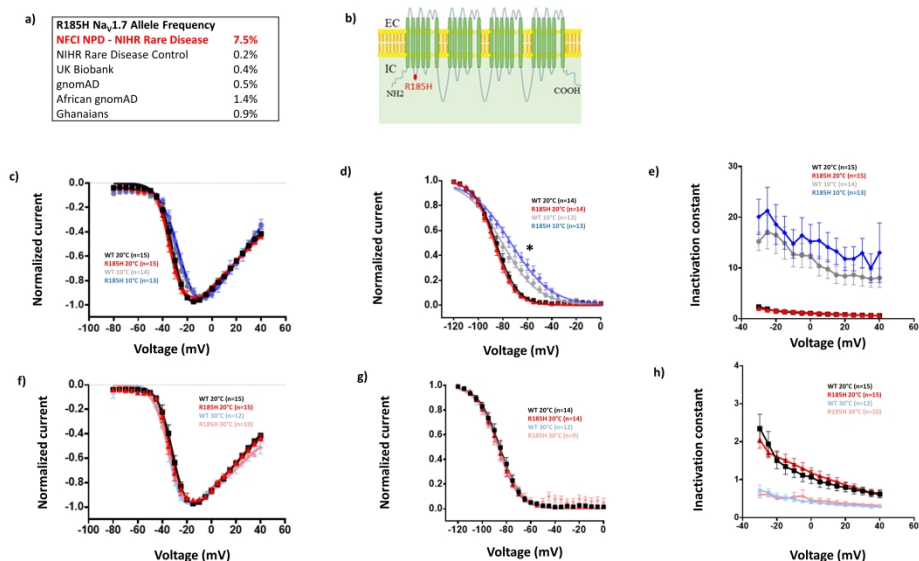 a)
R185H NaV1.7 Allele Frequency
NFCI NPD - NIHR Rare Disease 7.5%
NIHR Rare Disease Control 0.2%
UK Biobank 0.4%
gnomAD 0.5%
African gnomAD 1.4%
Ghanaians 0.9%
b)
EC
IC
NH2
R185H
COOH
c)
Normalized current
0.0
-0.2
-0.4
-0.6
-0.8
-1.0
WT 20°C (n=15)
R185H 20°C (n=15)
WT 10°C (n=14)
R185H 10°C (n=13)
-100 -80 -60 -40 -20 0 20 40 60
Voltage (mV)
d)
Normalized current
1.0
0.8
0.6
0.4
0.2
0.0
WT 20°C (n=14)
R185H 20°C (n=14)
WT 10°C (n=13)
R185H 10°C (n=13)
*
-120 -100 -80 -60 -40 -20 0
Voltage (mV)
e)
Inactivation constant
30
20
10
0
WT 20°C (n=15)
R185H 20°C (n=15)
WT 10°C (n=14)
R185H 10°C (n=13)
-40 -20 0 20 40 60
Voltage (mV)
f)
Normalized current
0.0
-0.2
-0.4
-0.6
-0.8
-1.0
WT 20°C (n=15)
R185H 20°C (n=15)
WT 30°C (n=12)
R185H 30°C (n=10)
-100 -80 -60 -40 -20 0 20 40 60
Voltage (mV)
g)
Normalized current
1.0
0.8
0.6
0.4
0.2
0.0
WT 20°C (n=14)
R185H 20°C (n=14)
WT 30°C (n=12)
R185H 30°C (n=9)
-120 -100 -80 -60 -40 -20 0
Voltage (mV)
h)
Inactivation constant
4
3
2
1
0
WT 20°C (n=15)
R185H 20°C (n=15)
WT 30°C (n=12)
R185H 30°C (n=10)
-40 -20 0 20 40 60
Voltage (mV)